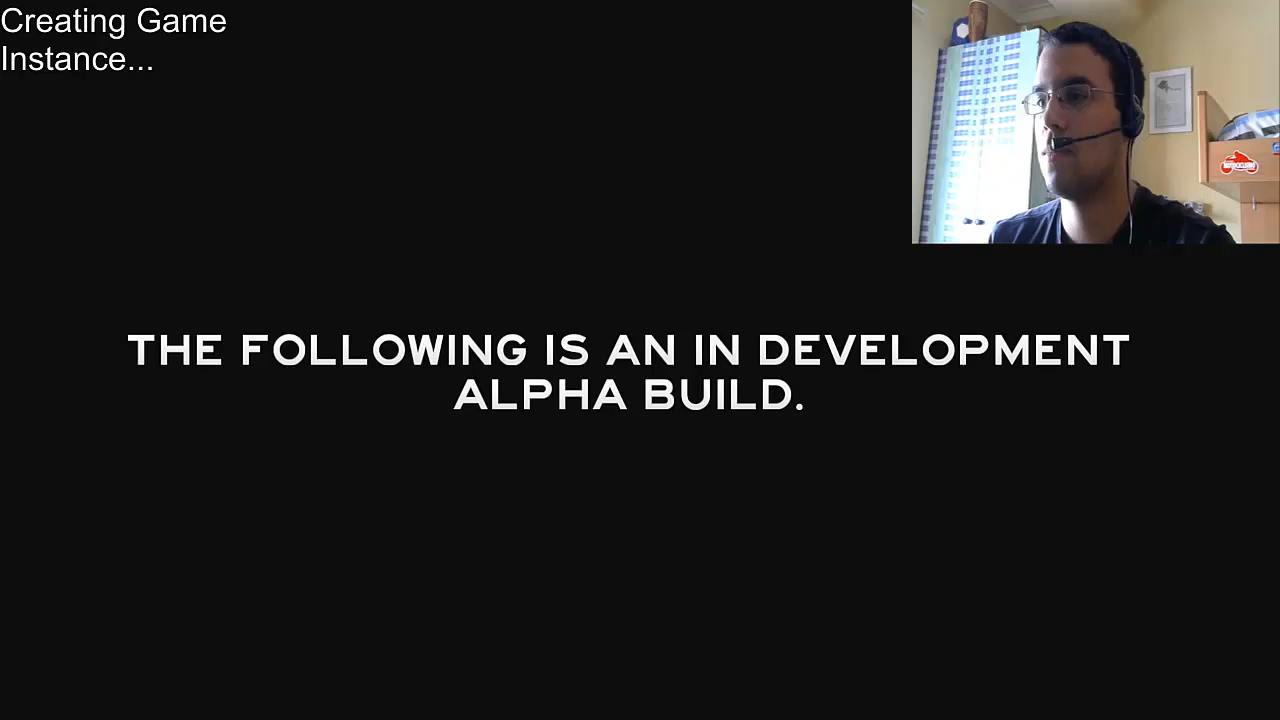 Creating Game
Instance...
THE FOLLOWING IS AN IN DEVELOPMENT
ALPHA BUILD.